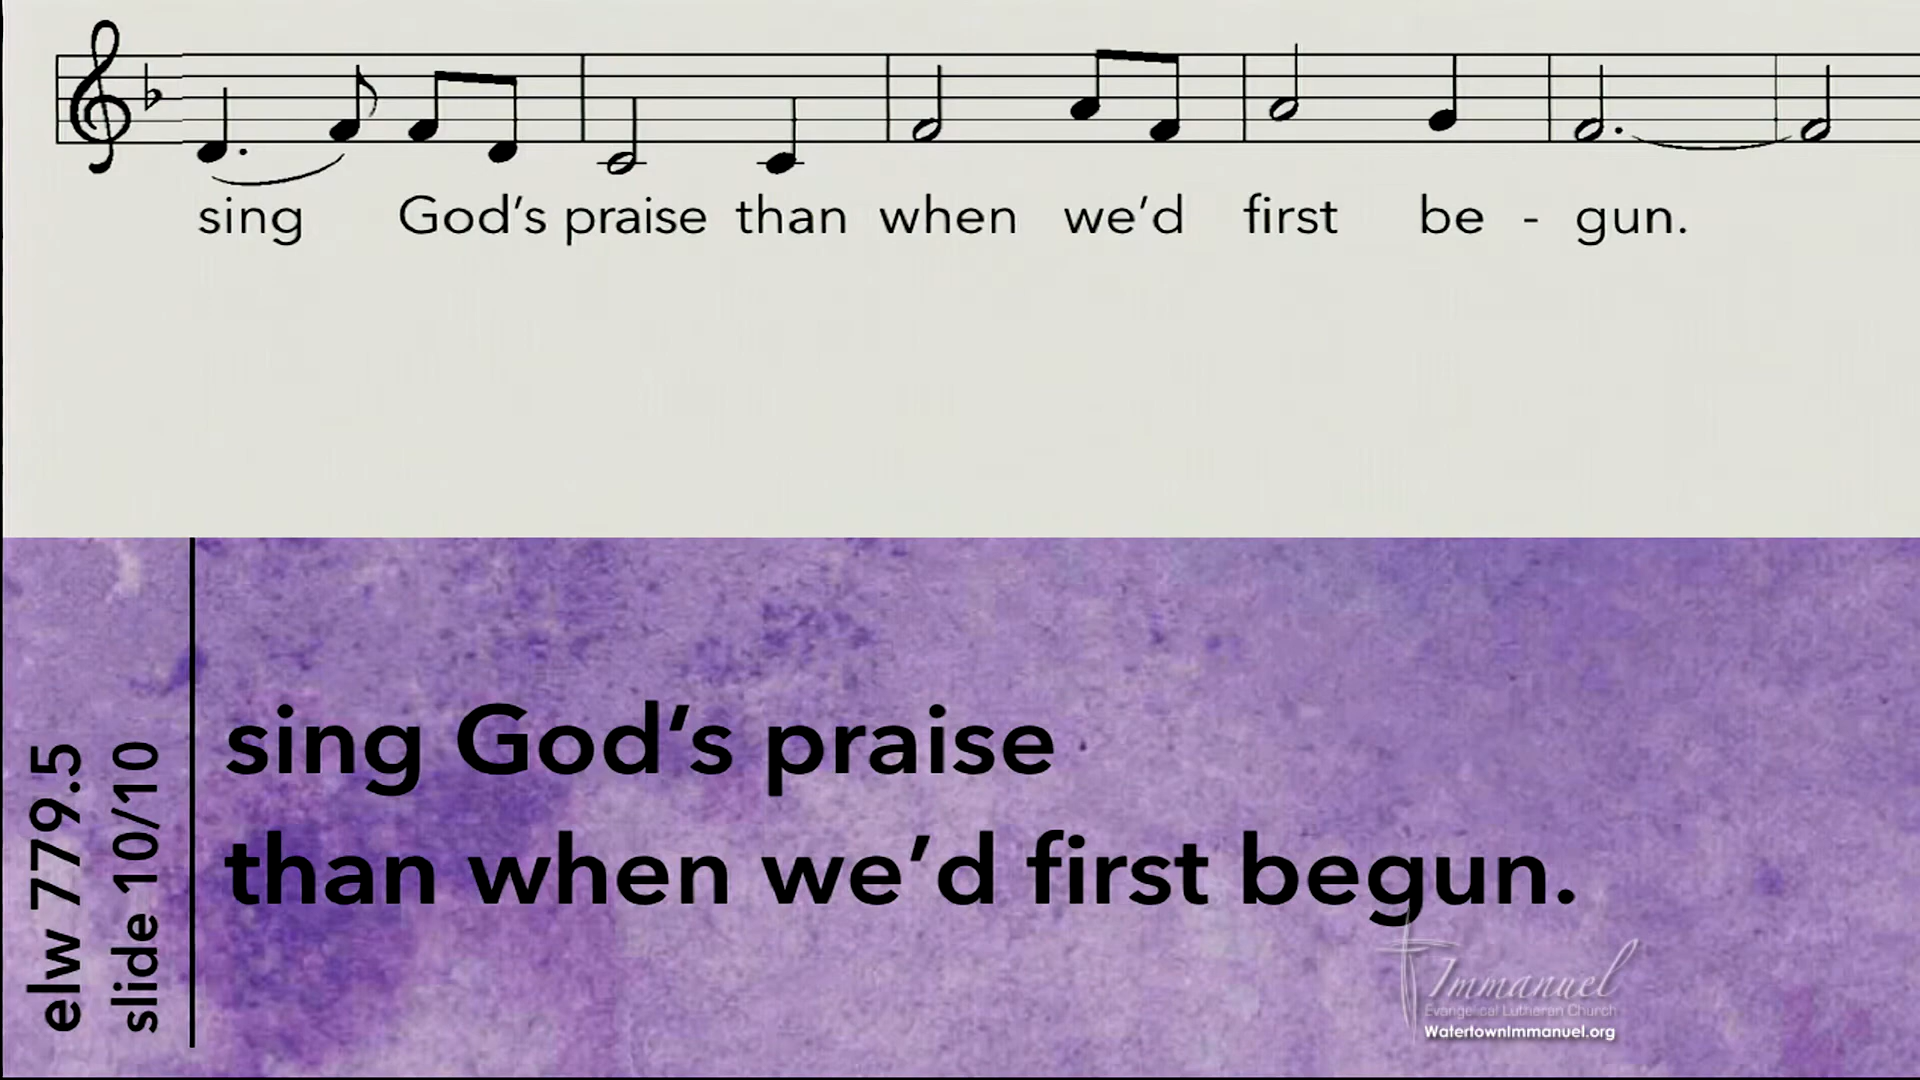 sing God's praise than when we'd first be - gun.
elw 779.5
slide 10/10
sing God's praise
than when we'd first begun.
Immanuel
Evangelical Lutheran Church
WatertownImmanuel.org